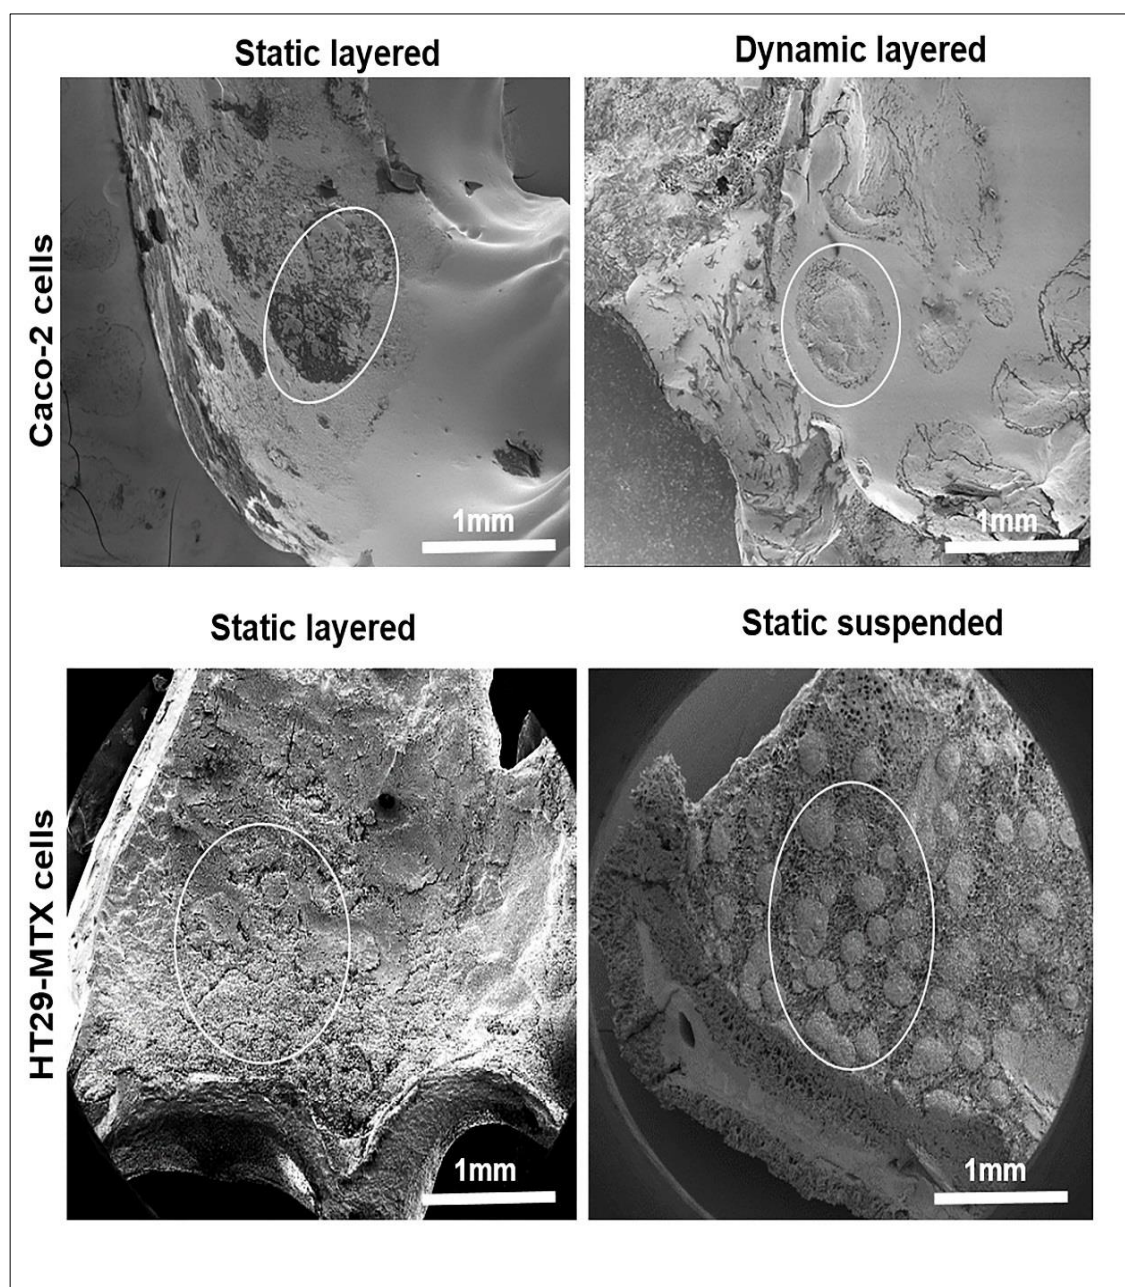 Static layered
Dynamic layered
Caco-2 cells
1mm
1mm
Static layered
Static suspended
HT29-MTX cells
1mm
1mm